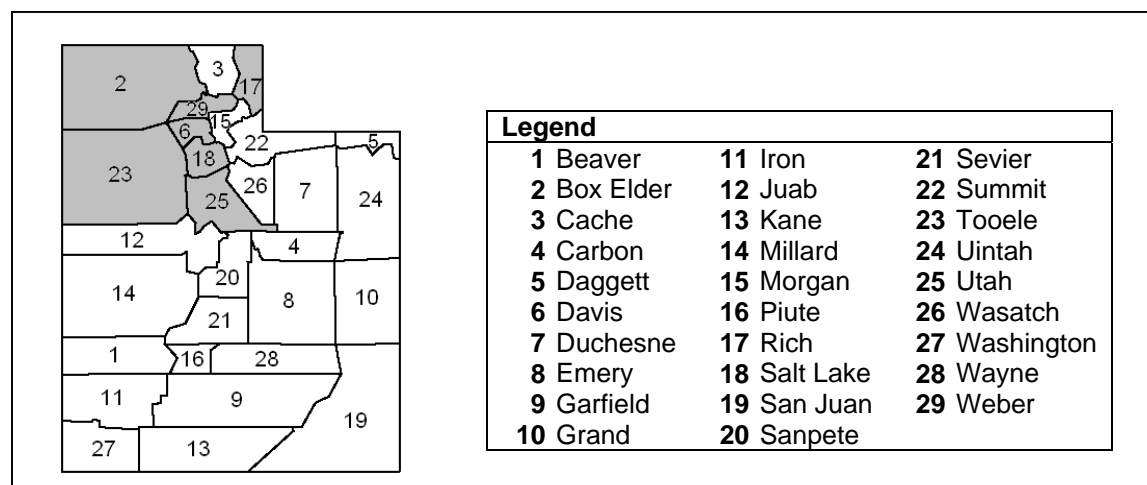 3
2
17
29
15
6
22
5
18
23
26
7
24
25
12
4
20
14
8
10
21
1
16
28
11
9
19
27
13
Legend
1 Beaver 11 Iron 21 Sevier
2 Box Elder 12 Juab 22 Summit
3 Cache 13 Kane 23 Tooele
4 Carbon 14 Millard 24 Uintah
5 Daggett 15 Morgan 25 Utah
6 Davis 16 Piute 26 Wasatch
7 Duchesne 17 Rich 27 Washington
8 Emery 18 Salt Lake 28 Wayne
9 Garfield 19 San Juan 29 Weber
10 Grand 20 Sanpete